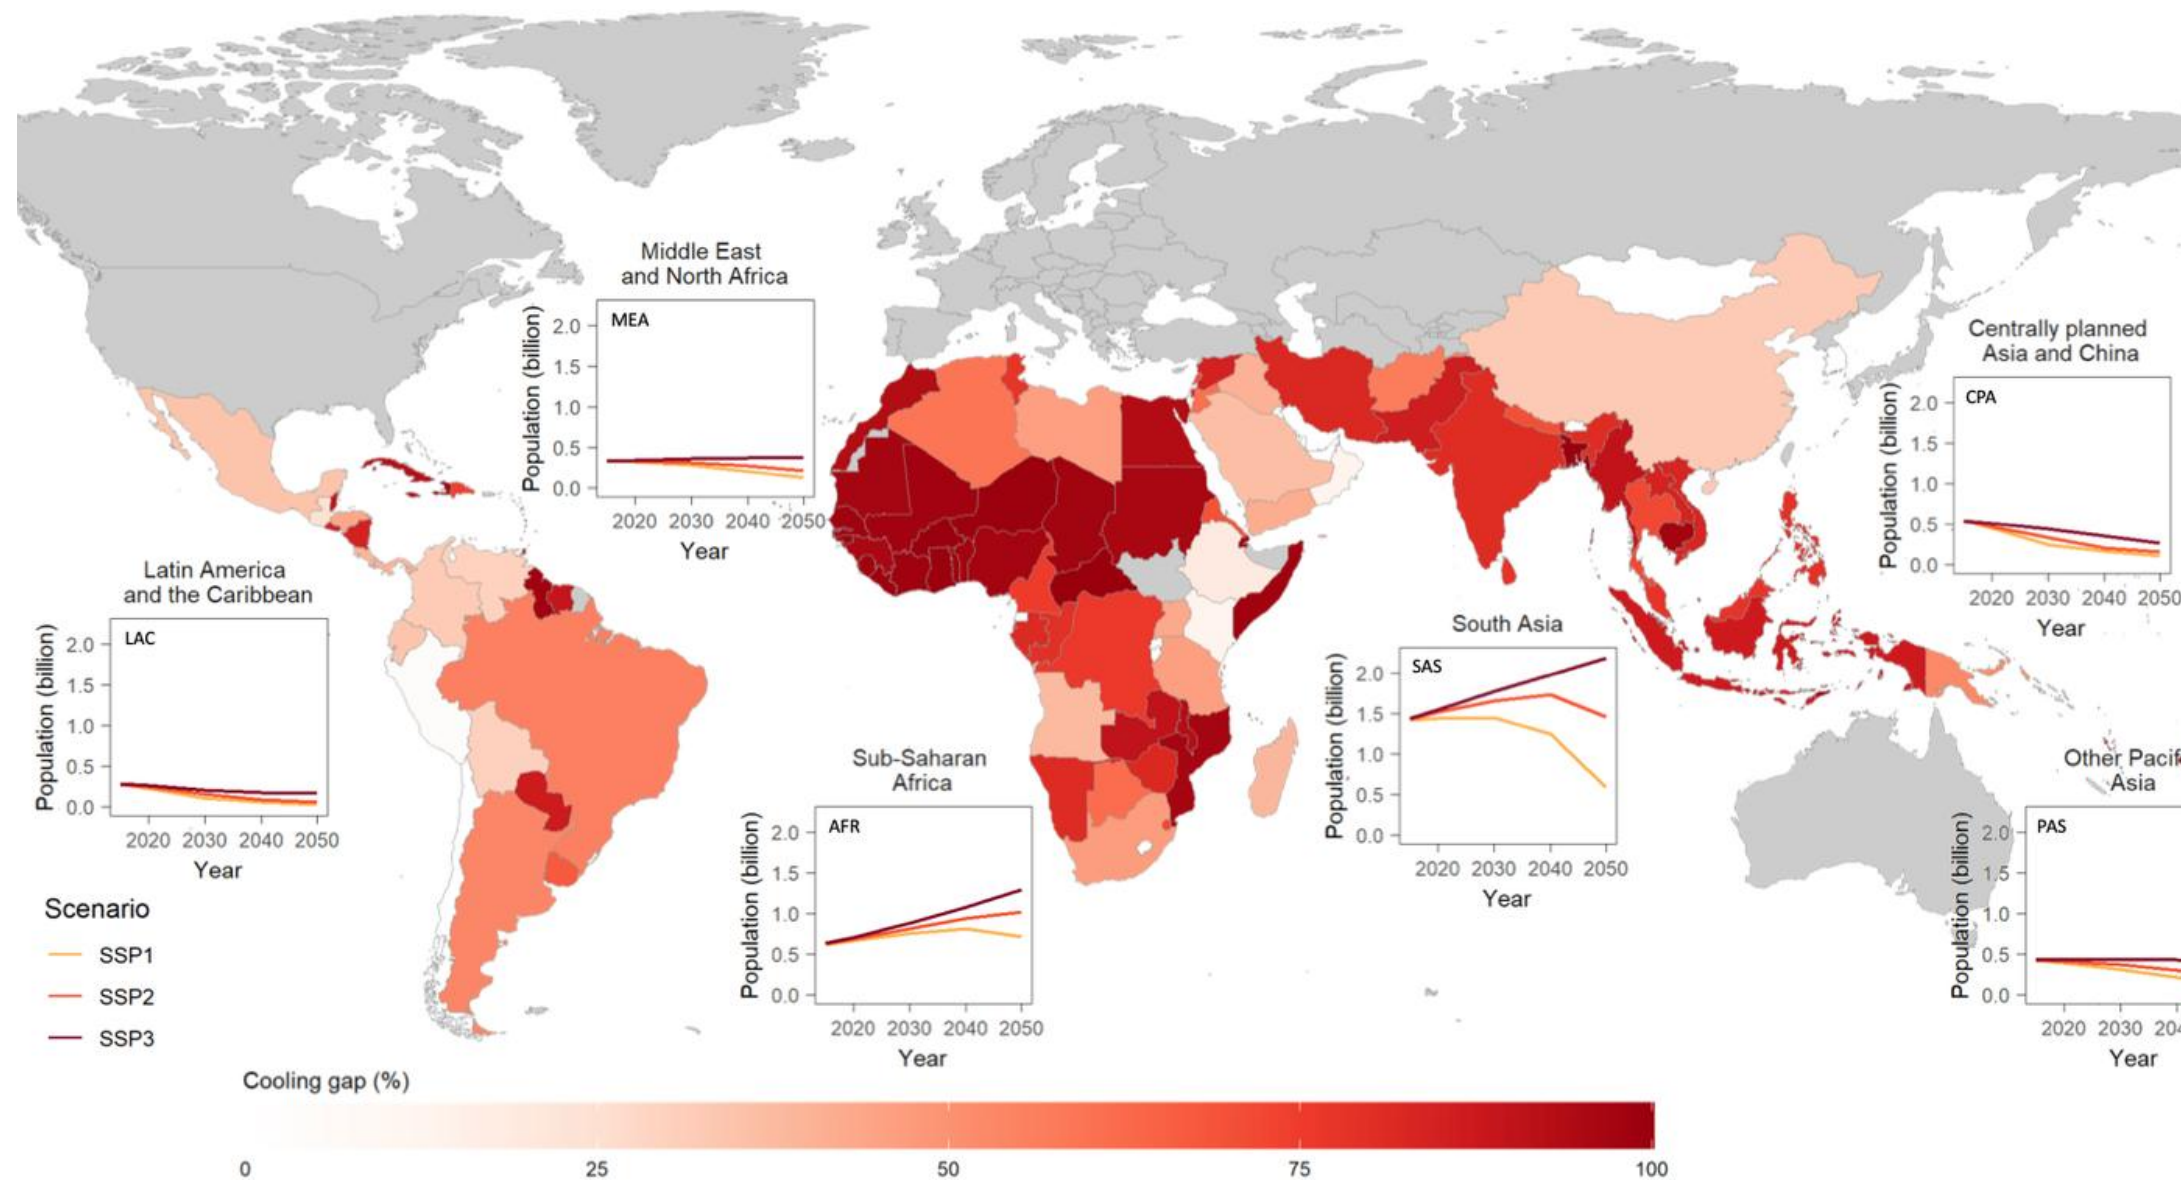 Middle East
and North Africa
MEA
Population (billion)
2.0
1.5
1.0
0.5
0.0
2020 2030 2040 2050
Year
Centrally planned
Asia and China
CPA
Population (billion)
2.0
1.5
1.0
0.5
0.0
2020 2030 2040 2050
Year
Latin America
and the Caribbean
LAC
Population (billion)
2.0
1.5
1.0
0.5
0.0
2020 2030 2040 2050
Year
South Asia
SAS
Population (billion)
2.0
1.5
1.0
0.5
0.0
2020 2030 2040 2050
Year
Sub-Saharan
Africa
AFR
Population (billion)
2.0
1.5
1.0
0.5
0.0
2020 2030 2040 2050
Year
Other Pacif
Asia
PAS
Population (billion)
2.0
1.5
1.0
0.5
0.0
2020 2030 204
Year
Scenario
SSP1
SSP2
SSP3
Cooling gap (%)
0 25 50 75 100